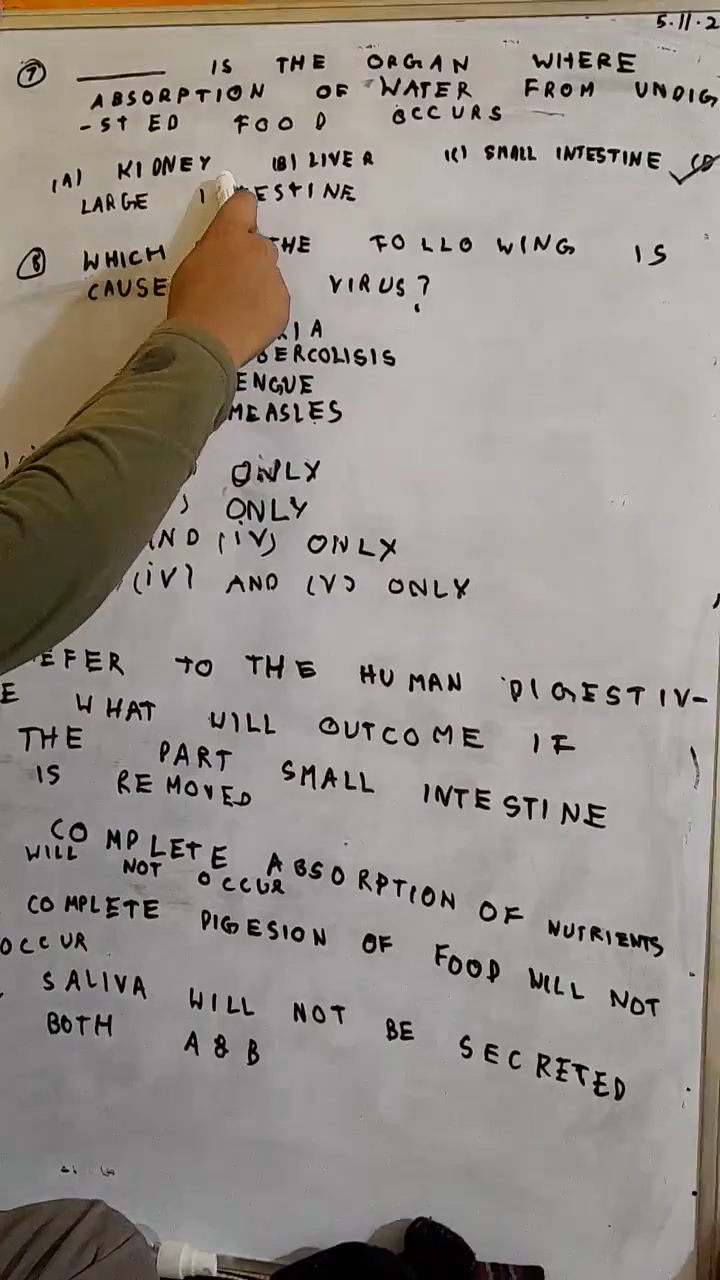 5.11.2
7 ______ IS THE ORGAN WHERE
ABSORPTION OF WATER FROM UNDIG
-STED FOOD OCCURS
(A) KIDNEY (B) LIVER (C) SMALL INTESTINE (D)
LARGE I ESTINE
8 WHICH THE FOLLOWING IS
CAUSE VIRUS?
IA
BERCOLISIS
ENGUE
MEASLES
) ONLY
) ONLY
AND (iV) ONLY
(iV) AND (V) ONLY
EFER TO THE HUMAN DIGESTIV-
E WHAT WILL OUTCOME IF
THE PART SMALL INTESTINE
IS REMOVED
COMPLETE ABSORPTION OF NUTRIENTS
WILL NOT OCCUR
COMPLETE DIGESION OF FOOD WILL NOT
OCCUR
SALIVA WILL NOT BE SECRETED
BOTH A & B